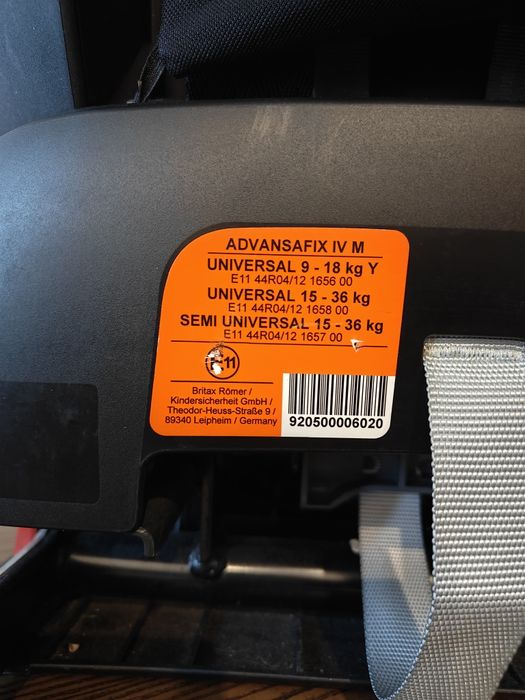 ADVANSAFIX IV M
UNIVERSAL 9 - 18 kg Y
E11 44R04/12 1656 00
UNIVERSAL 15 - 36 kg
E11 44R04/12 1658 00
SEMI UNIVERSAL 15 - 36 kg
E11 44R04/12 1657 00
11
Britax Römer /
Kindersicherheit GmbH /
Theodor-Heuss-Straße 9 /
89340 Leipheim / Germany
920500006020